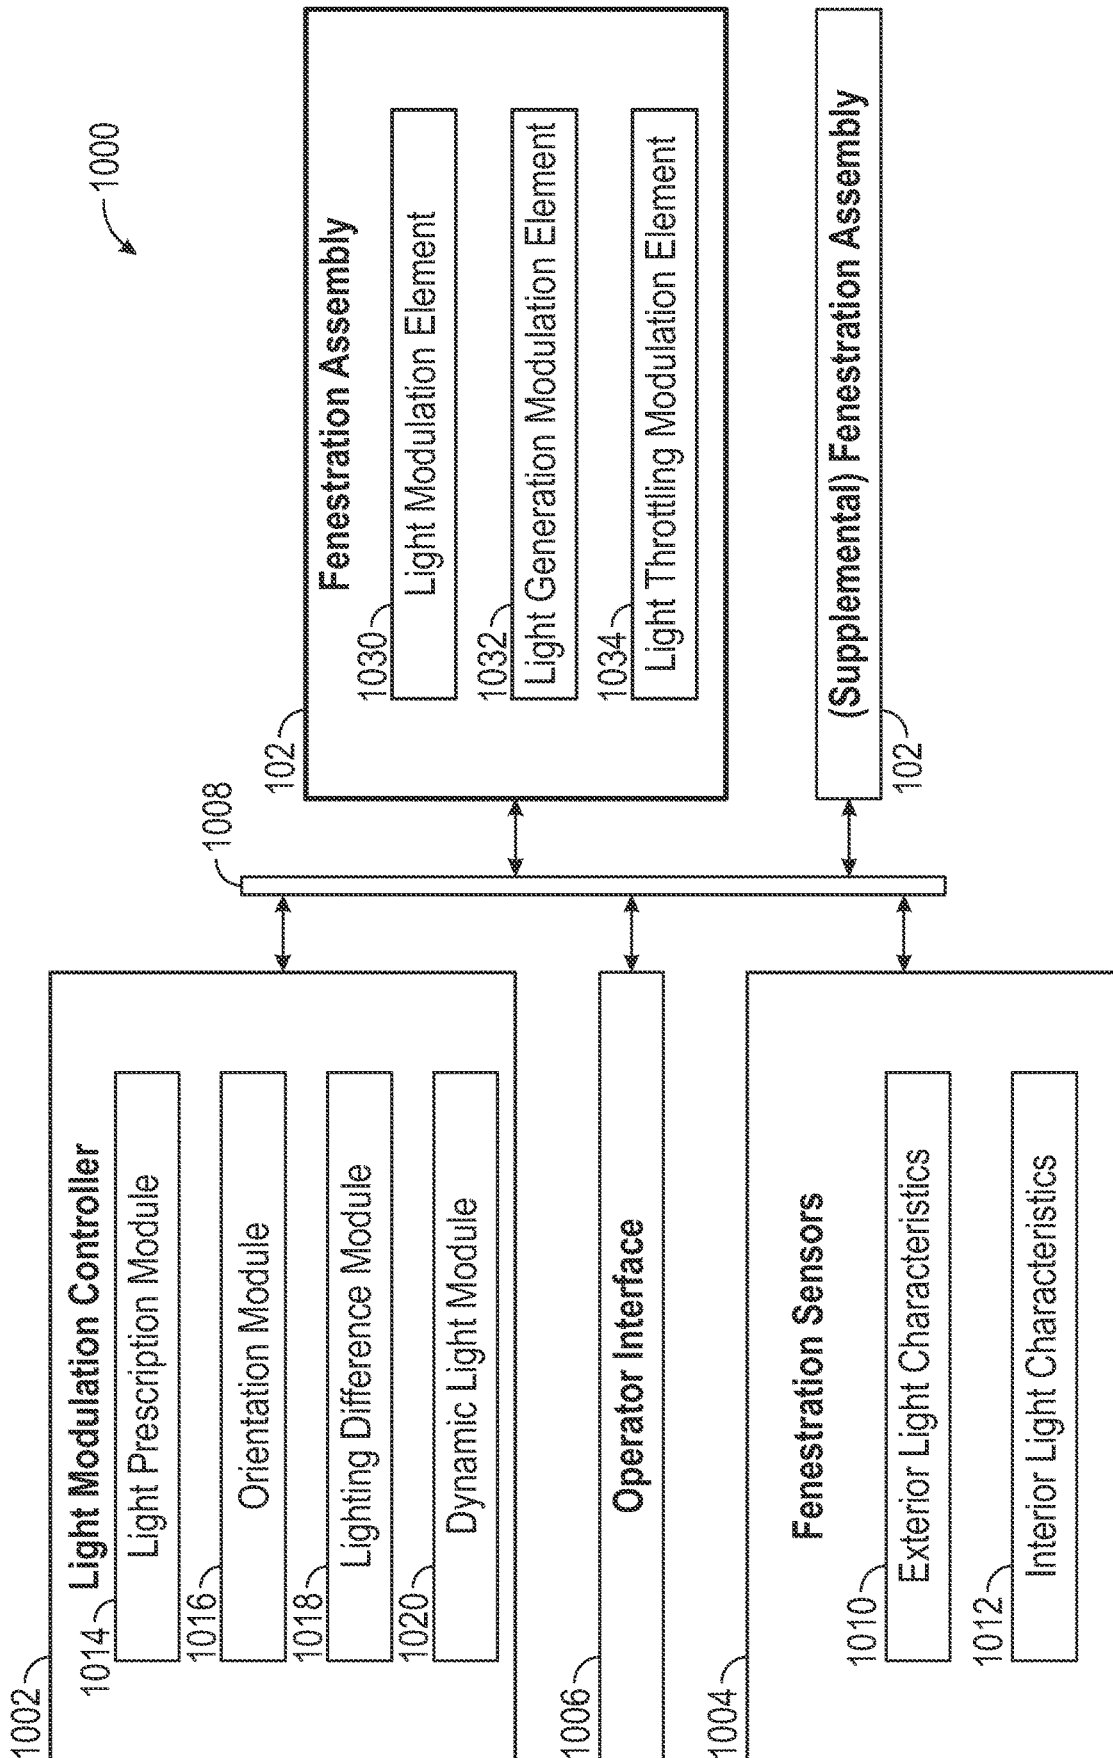 1000
1002
Light Modulation Controller
1014
Light Prescription Module
1016
Orientation Module
1018
Lighting Difference Module
1020
Dynamic Light Module
1006
Operator Interface
1004
Fenestration Sensors
1010
Exterior Light Characteristics
1012
Interior Light Characteristics
1008
102
Fenestration Assembly
1030
Light Modulation Element
1032
Light Generation Modulation Element
1034
Light Throttling Modulation Element
102
(Supplemental) Fenestration Assembly